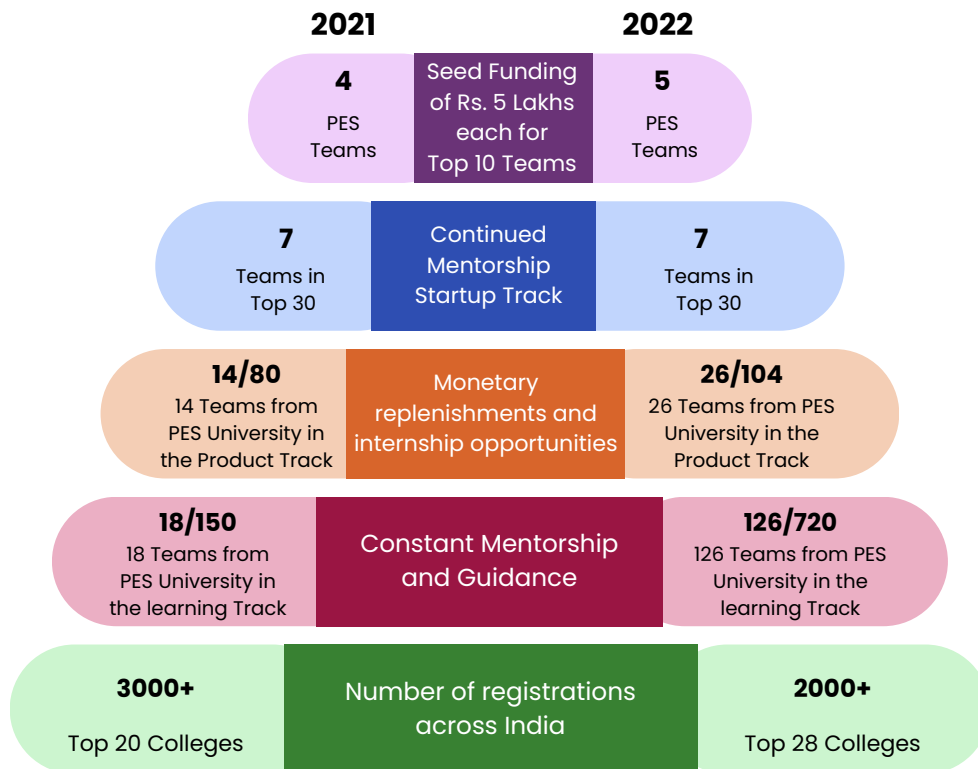 2021
2022
4
PES
Teams
Seed Funding
of Rs. 5 Lakhs
each for
Top 10 Teams
5
PES
Teams
7
Teams in
Top 30
Continued
Mentorship
Startup Track
7
Teams in
Top 30
14/80
14 Teams from
PES University in
the Product Track
Monetary
replenishments and
internship opportunities
26/104
26 Teams from PES
University in the
Product Track
18/150
18 Teams from
PES University in
the learning Track
Constant Mentorship
and Guidance
126/720
126 Teams from PES
University in the
learning Track
3000+
Top 20 Colleges
Number of registrations
across India
2000+
Top 28 Colleges